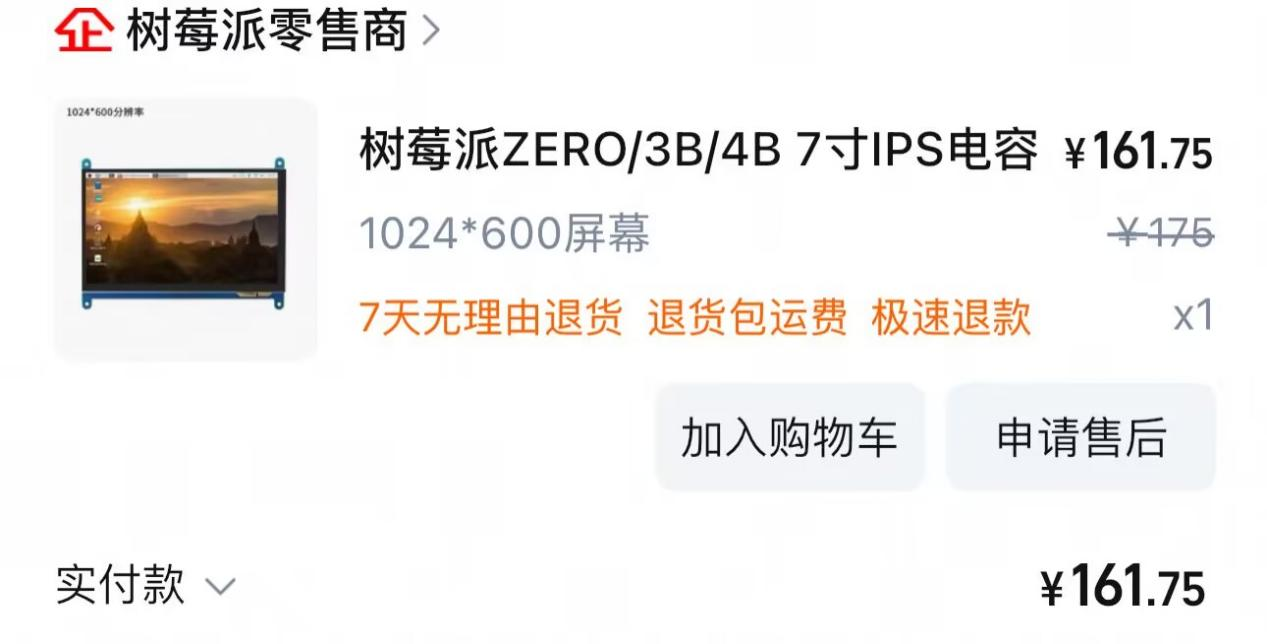 企 树莓派零售商
1024*600分辨率
树莓派ZERO/3B/4B 7寸IPS电容 ¥161.75
1024*600屏幕 ¥175
7天无理由退货 退货包运费 极速退款 x1
加入购物车 申请售后
实付款 ¥161.75